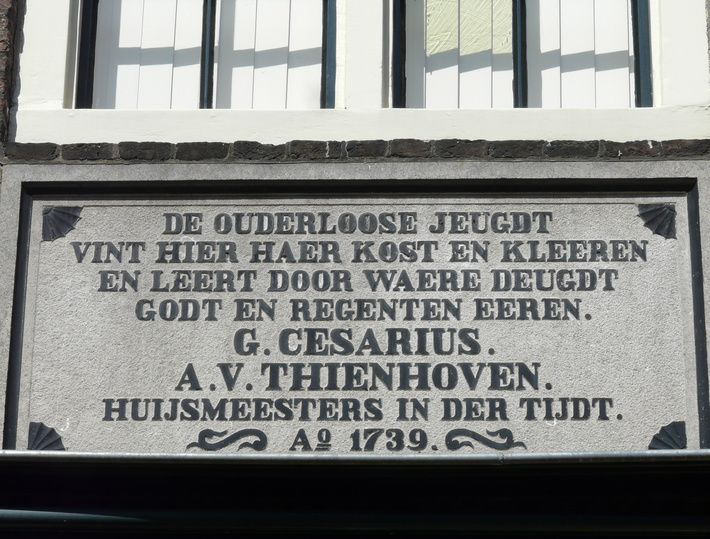 DE OUDERLOOSE JEUGDT
VINT HIER HAER KOST EN KLEEREN
EN LEERT DOOR WAERE DEUGDT
GODT EN REGENTEN EEREN.
G. CESARIUS.
A.V. THIENHOVEN.
HUIJSMEESTERS IN DER TIJDT.
Aº 1739.